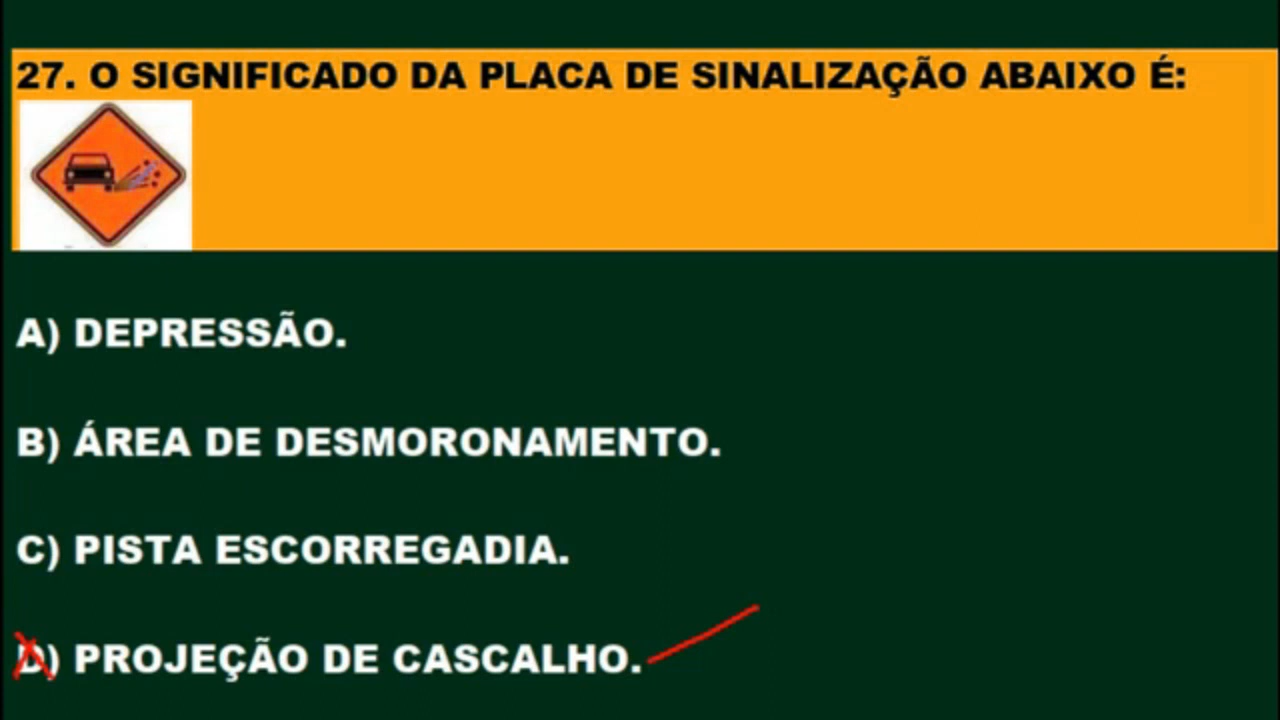 27. O SIGNIFICADO DA PLACA DE SINALIZAÇÃO ABAIXO É:
A) DEPRESSÃO.
B) ÁREA DE DESMORONAMENTO.
C) PISTA ESCORREGADIA.
D) PROJEÇÃO DE CASCALHO.